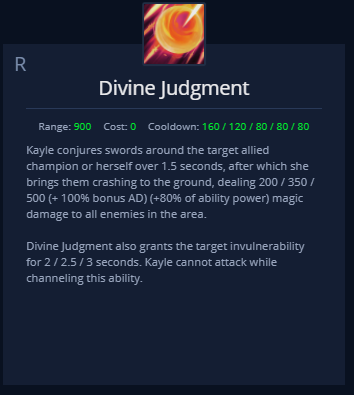 R
Divine Judgment
Range: 900 Cost: 0 Cooldown: 160 / 120 / 80 / 80 / 80
Kayle conjures swords around the target allied
champion or herself over 1.5 seconds, after which she
brings them crashing to the ground, dealing 200 / 350 /
500 (+ 100% bonus AD) (+80% of ability power) magic
damage to all enemies in the area.
Divine Judgment also grants the target invulnerability
for 2 / 2.5 / 3 seconds. Kayle cannot attack while
channeling this ability.